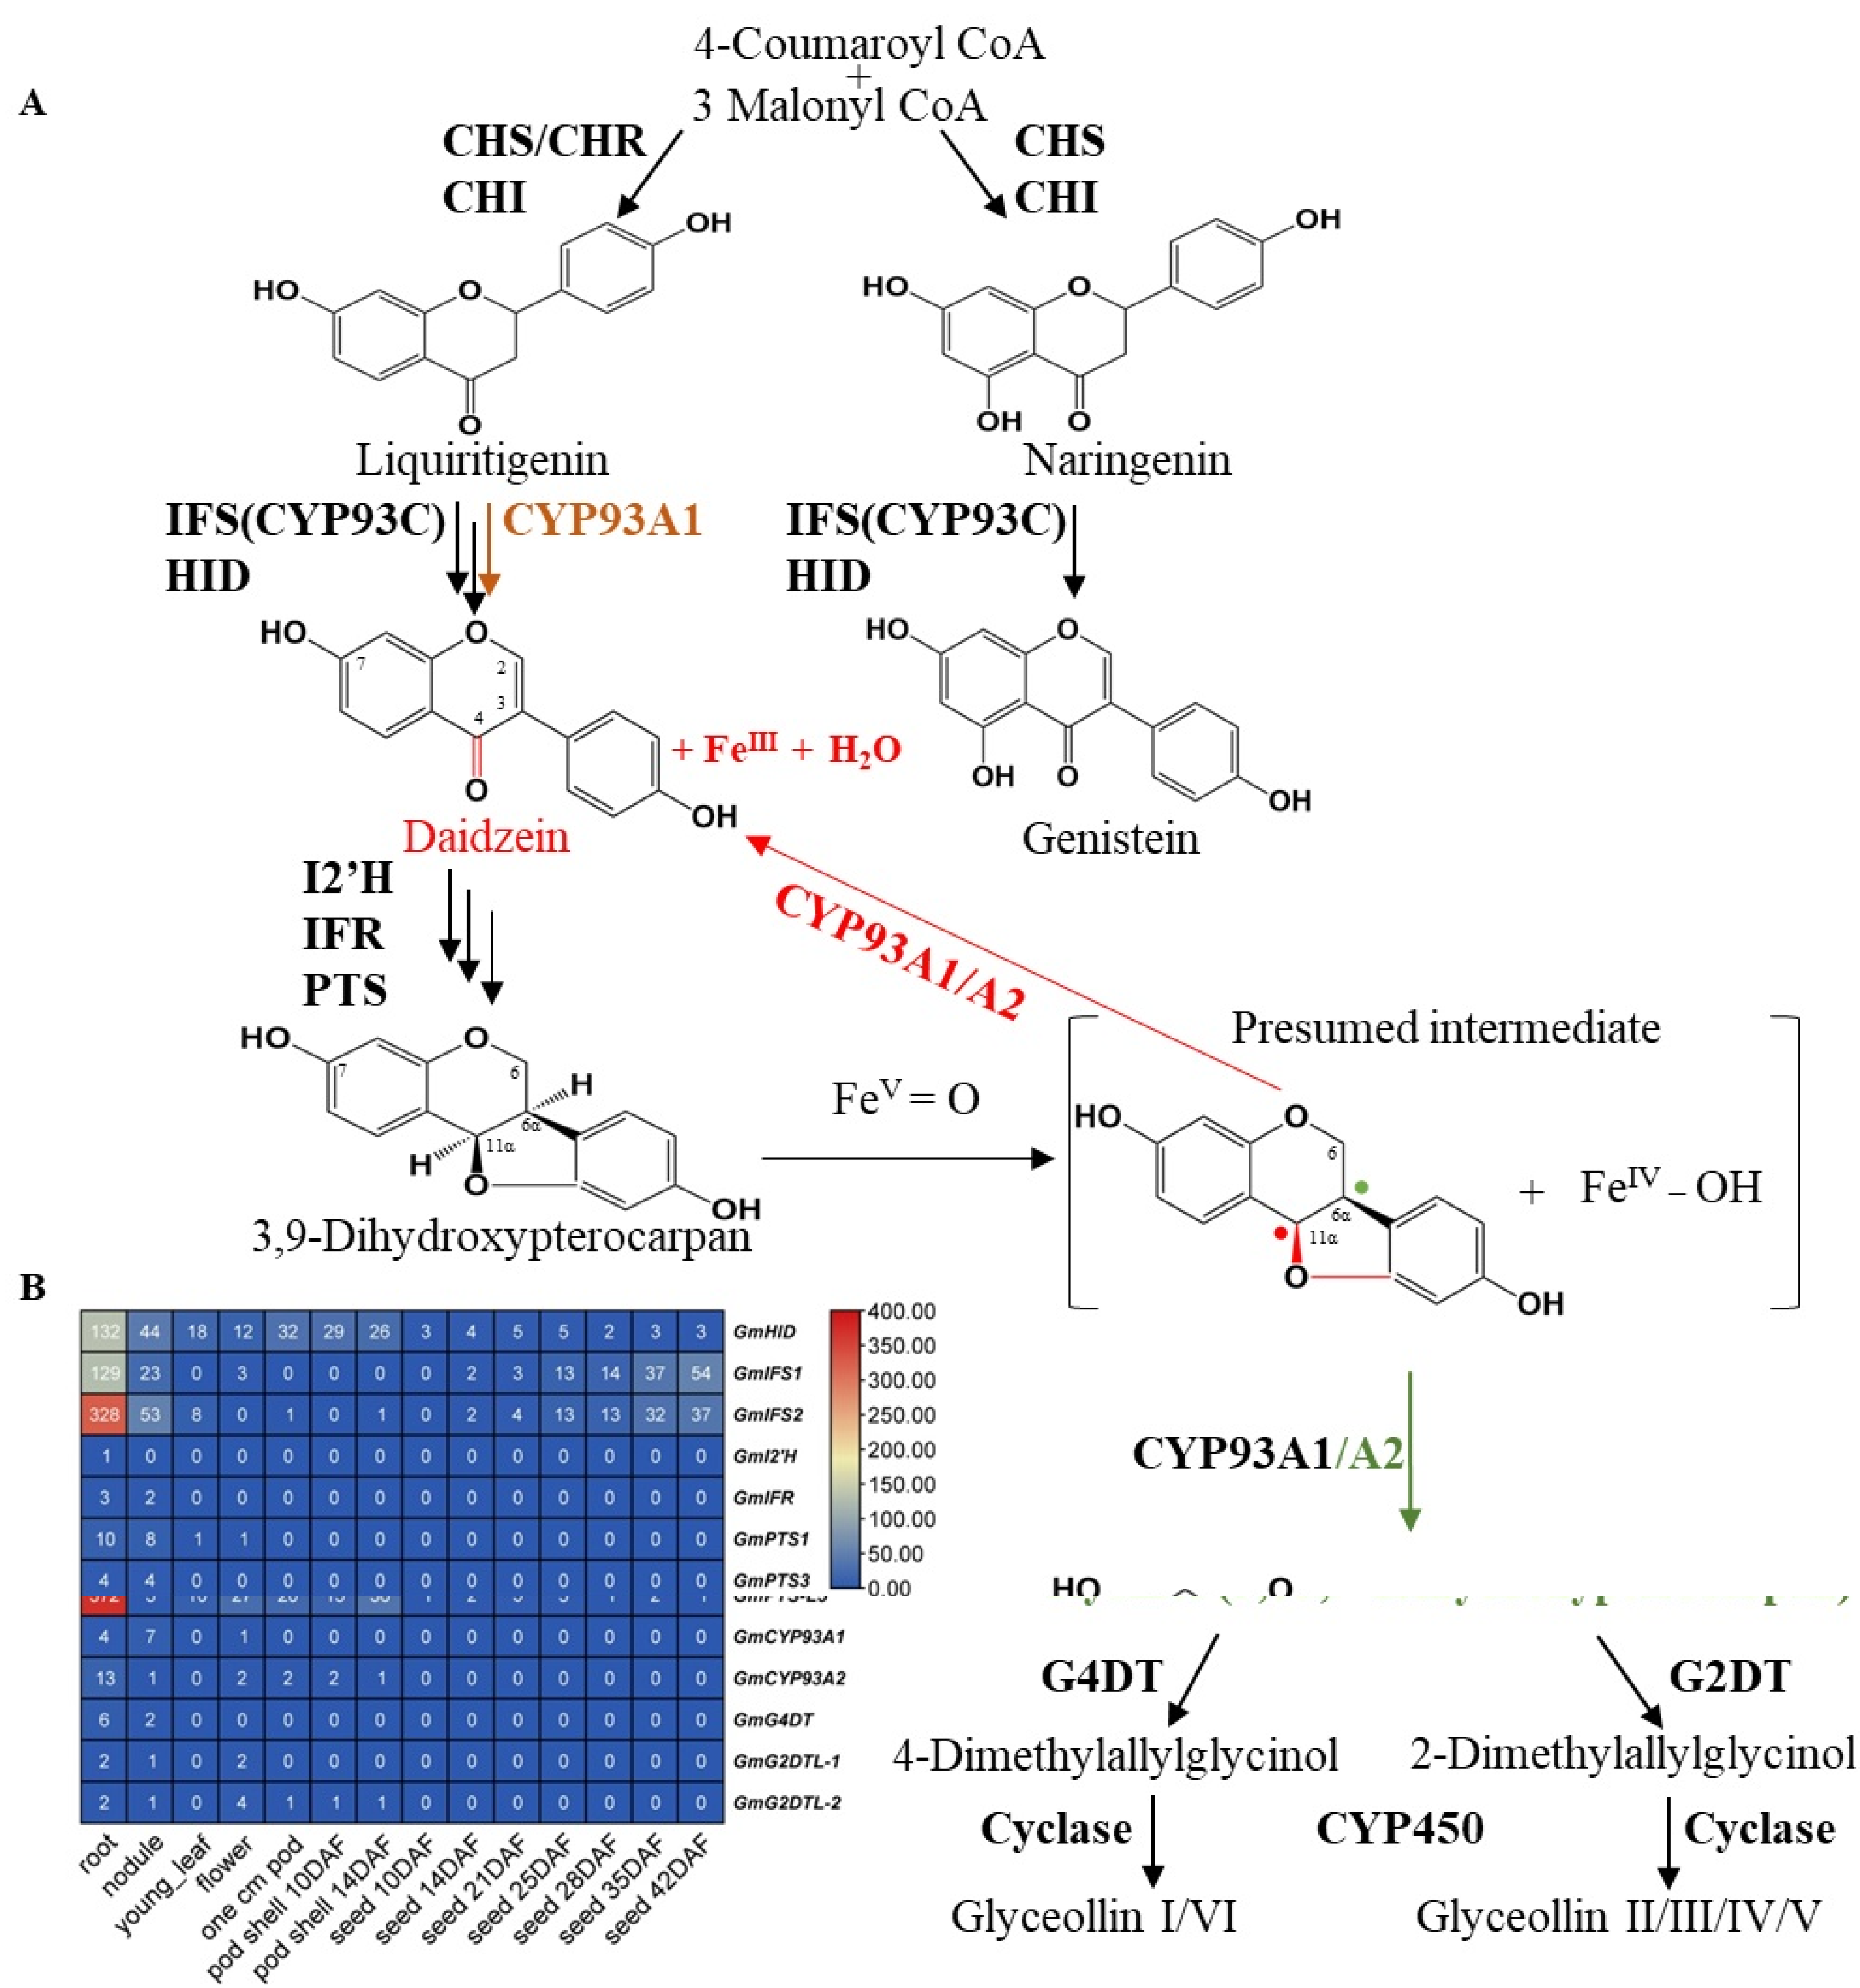 4-Coumaroyl CoA
+
3 Malonyl CoA
A
CHS/CHR
CHI
CHS
CHI
OH
HO
O
O
Liquiritigenin
OH
HO
O
OH
O
Naringenin
IFS(CYP93C)
HID
CYP93A1
IFS(CYP93C)
HID
HO
O
7
2
3
4
O
OH
+ Feᴵᴵᴵ + H₂O
Daidzein
HO
O
OH
O
OH
Genistein
I2’H
IFR
PTS
CYP93A1/A2
HO
O
7
6
H
6α
11α
H
O
OH
3,9-Dihydroxypterocarpan
Feⱽ = O
Presumed intermediate
HO
O
6
6α
11α
O
OH
+ Feᴵⱽ – OH
CYP93A1/A2
HO
O
G4DT
G2DT
4-Dimethylallylglycinol
2-Dimethylallylglycinol
Cyclase
CYP450
Cyclase
Glyceollin I/VI
Glyceollin II/III/IV/V
B
132 44 18 12 32 29 26 3 4 5 5 2 3 3 GmHID
129 23 0 3 0 0 0 0 2 3 13 14 37 54 GmIFS1
328 53 8 0 1 0 1 0 2 4 13 13 32 37 GmIFS2
1 0 0 0 0 0 0 0 0 0 0 0 0 0 GmI2'H
3 2 0 0 0 0 0 0 0 0 0 0 0 0 GmIFR
10 8 1 1 0 0 0 0 0 0 0 0 0 0 GmPTS1
4 4 0 0 0 0 0 0 0 0 0 0 0 0 GmPTS3
4 7 0 1 0 0 0 0 0 0 0 0 0 0 GmCYP93A1
13 1 0 2 2 2 1 0 0 0 0 0 0 0 GmCYP93A2
6 2 0 0 0 0 0 0 0 0 0 0 0 0 GmG4DT
2 1 0 2 0 0 0 0 0 0 0 0 0 0 GmG2DTL-1
2 1 0 4 1 1 1 0 0 0 0 0 0 0 GmG2DTL-2
root
nodule
young_leaf
flower
one cm pod
pod shell 10DAF
pod shell 14DAF
seed 10DAF
seed 14DAF
seed 21DAF
seed 25DAF
seed 28DAF
seed 35DAF
seed 42DAF
400.00
350.00
300.00
250.00
200.00
150.00
100.00
50.00
0.00